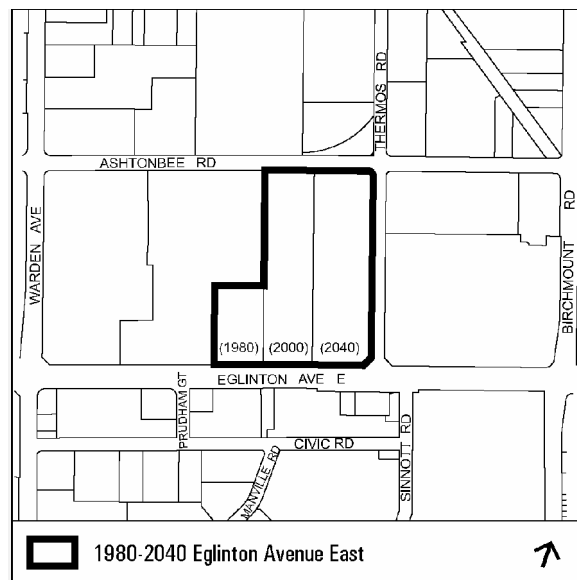 THERMOS RD
ASHTONBEE RD
WARDEN AVE
BIRCHMOUNT RD
(1980) (2000) (2040)
EGLINTON AVE E
PRUDHAM GT
CIVIC RD
SINNOTT RD
MANVILLE RD
1980-2040 Eglinton Avenue East